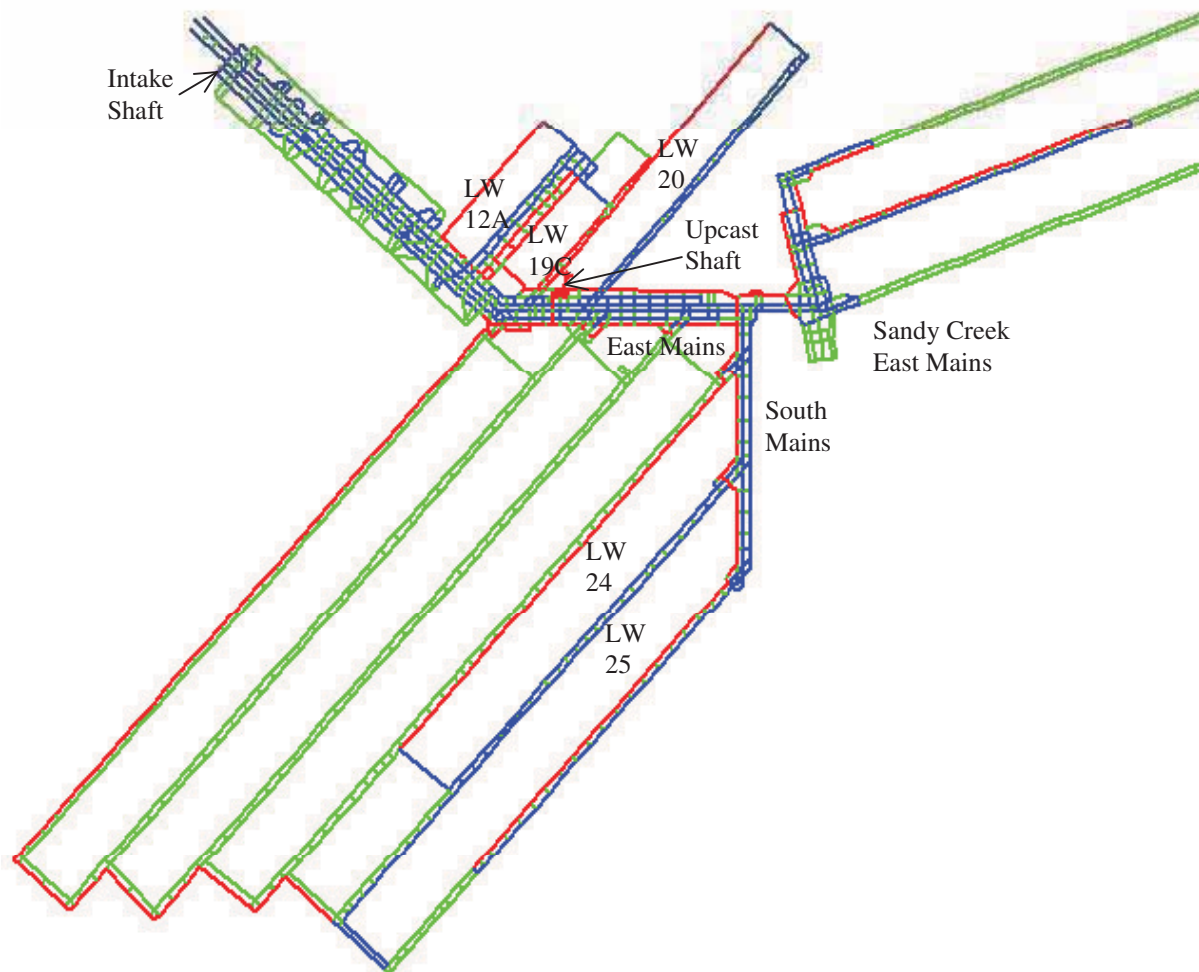 Intake
Shaft
LW
12A
LW
20
LW
19C
Upcast
Shaft
East Mains
Sandy Creek
East Mains
South
Mains
LW
24
LW
25